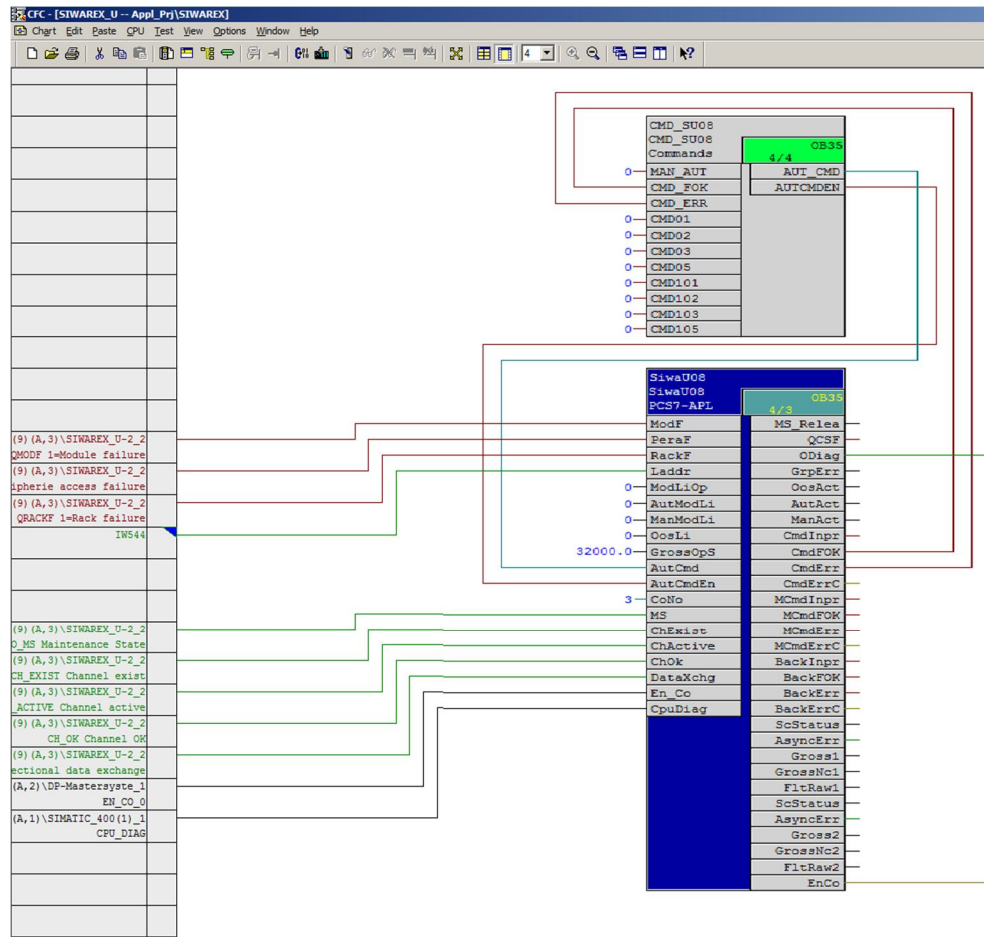 CFC - [SIWAREX_U -- Appl_Prj\SIWAREX]
Chart Edit Paste CPU Test View Options Window Help
4
CMD_SU08
CMD_SU08
Commands
OB35
4/4
0 MAN_AUT AUT_CMD
CMD_FOK AUTCMDEN
CMD_ERR
0 CMD01
0 CMD02
0 CMD03
0 CMD05
0 CMD101
0 CMD102
0 CMD103
0 CMD105
SiwaU08
SiwaU08
PCS7-APL
OB35
4/3
(9)(A,3)\SIWAREX_U-2_2
QMODF 1=Module failure
(9)(A,3)\SIWAREX_U-2_2
ipherie access failure
(9)(A,3)\SIWAREX_U-2_2
QRACKF 1=Rack failure
IW544
(9)(A,3)\SIWAREX_U-2_2
O_MS Maintenance State
(9)(A,3)\SIWAREX_U-2_2
CH_EXIST Channel exist
(9)(A,3)\SIWAREX_U-2_2
_ACTIVE Channel active
(9)(A,3)\SIWAREX_U-2_2
CH_OK Channel OK
(9)(A,3)\SIWAREX_U-2_2
ectional data exchange
(A,2)\DP-Mastersyste_1
EN_CO_0
(A,1)\SIMATIC_400(1)_1
CPU_DIAG
ModF MS_Relea
PeraF QCSF
RackF ODiag
Laddr GrpErr
0 ModLiOp OosAct
0 AutModLi AutAct
0 ManModLi ManAct
0 OosLi CmdInpr
32000.0 GrossOpS CmdFOK
AutCmd CmdErr
AutCmdEn CmdErrC
3 CoNo MCmdInpr
MS MCmdFOK
ChExist MCmdErr
ChActive MCmdErrC
ChOk BackInpr
DataXchg BackFOK
En_Co BackErr
CpuDiag BackErrC
ScStatus
AsyncErr
Gross1
GrossNc1
FltRaw1
ScStatus
AsyncErr
Gross2
GrossNc2
FltRaw2
EnCo